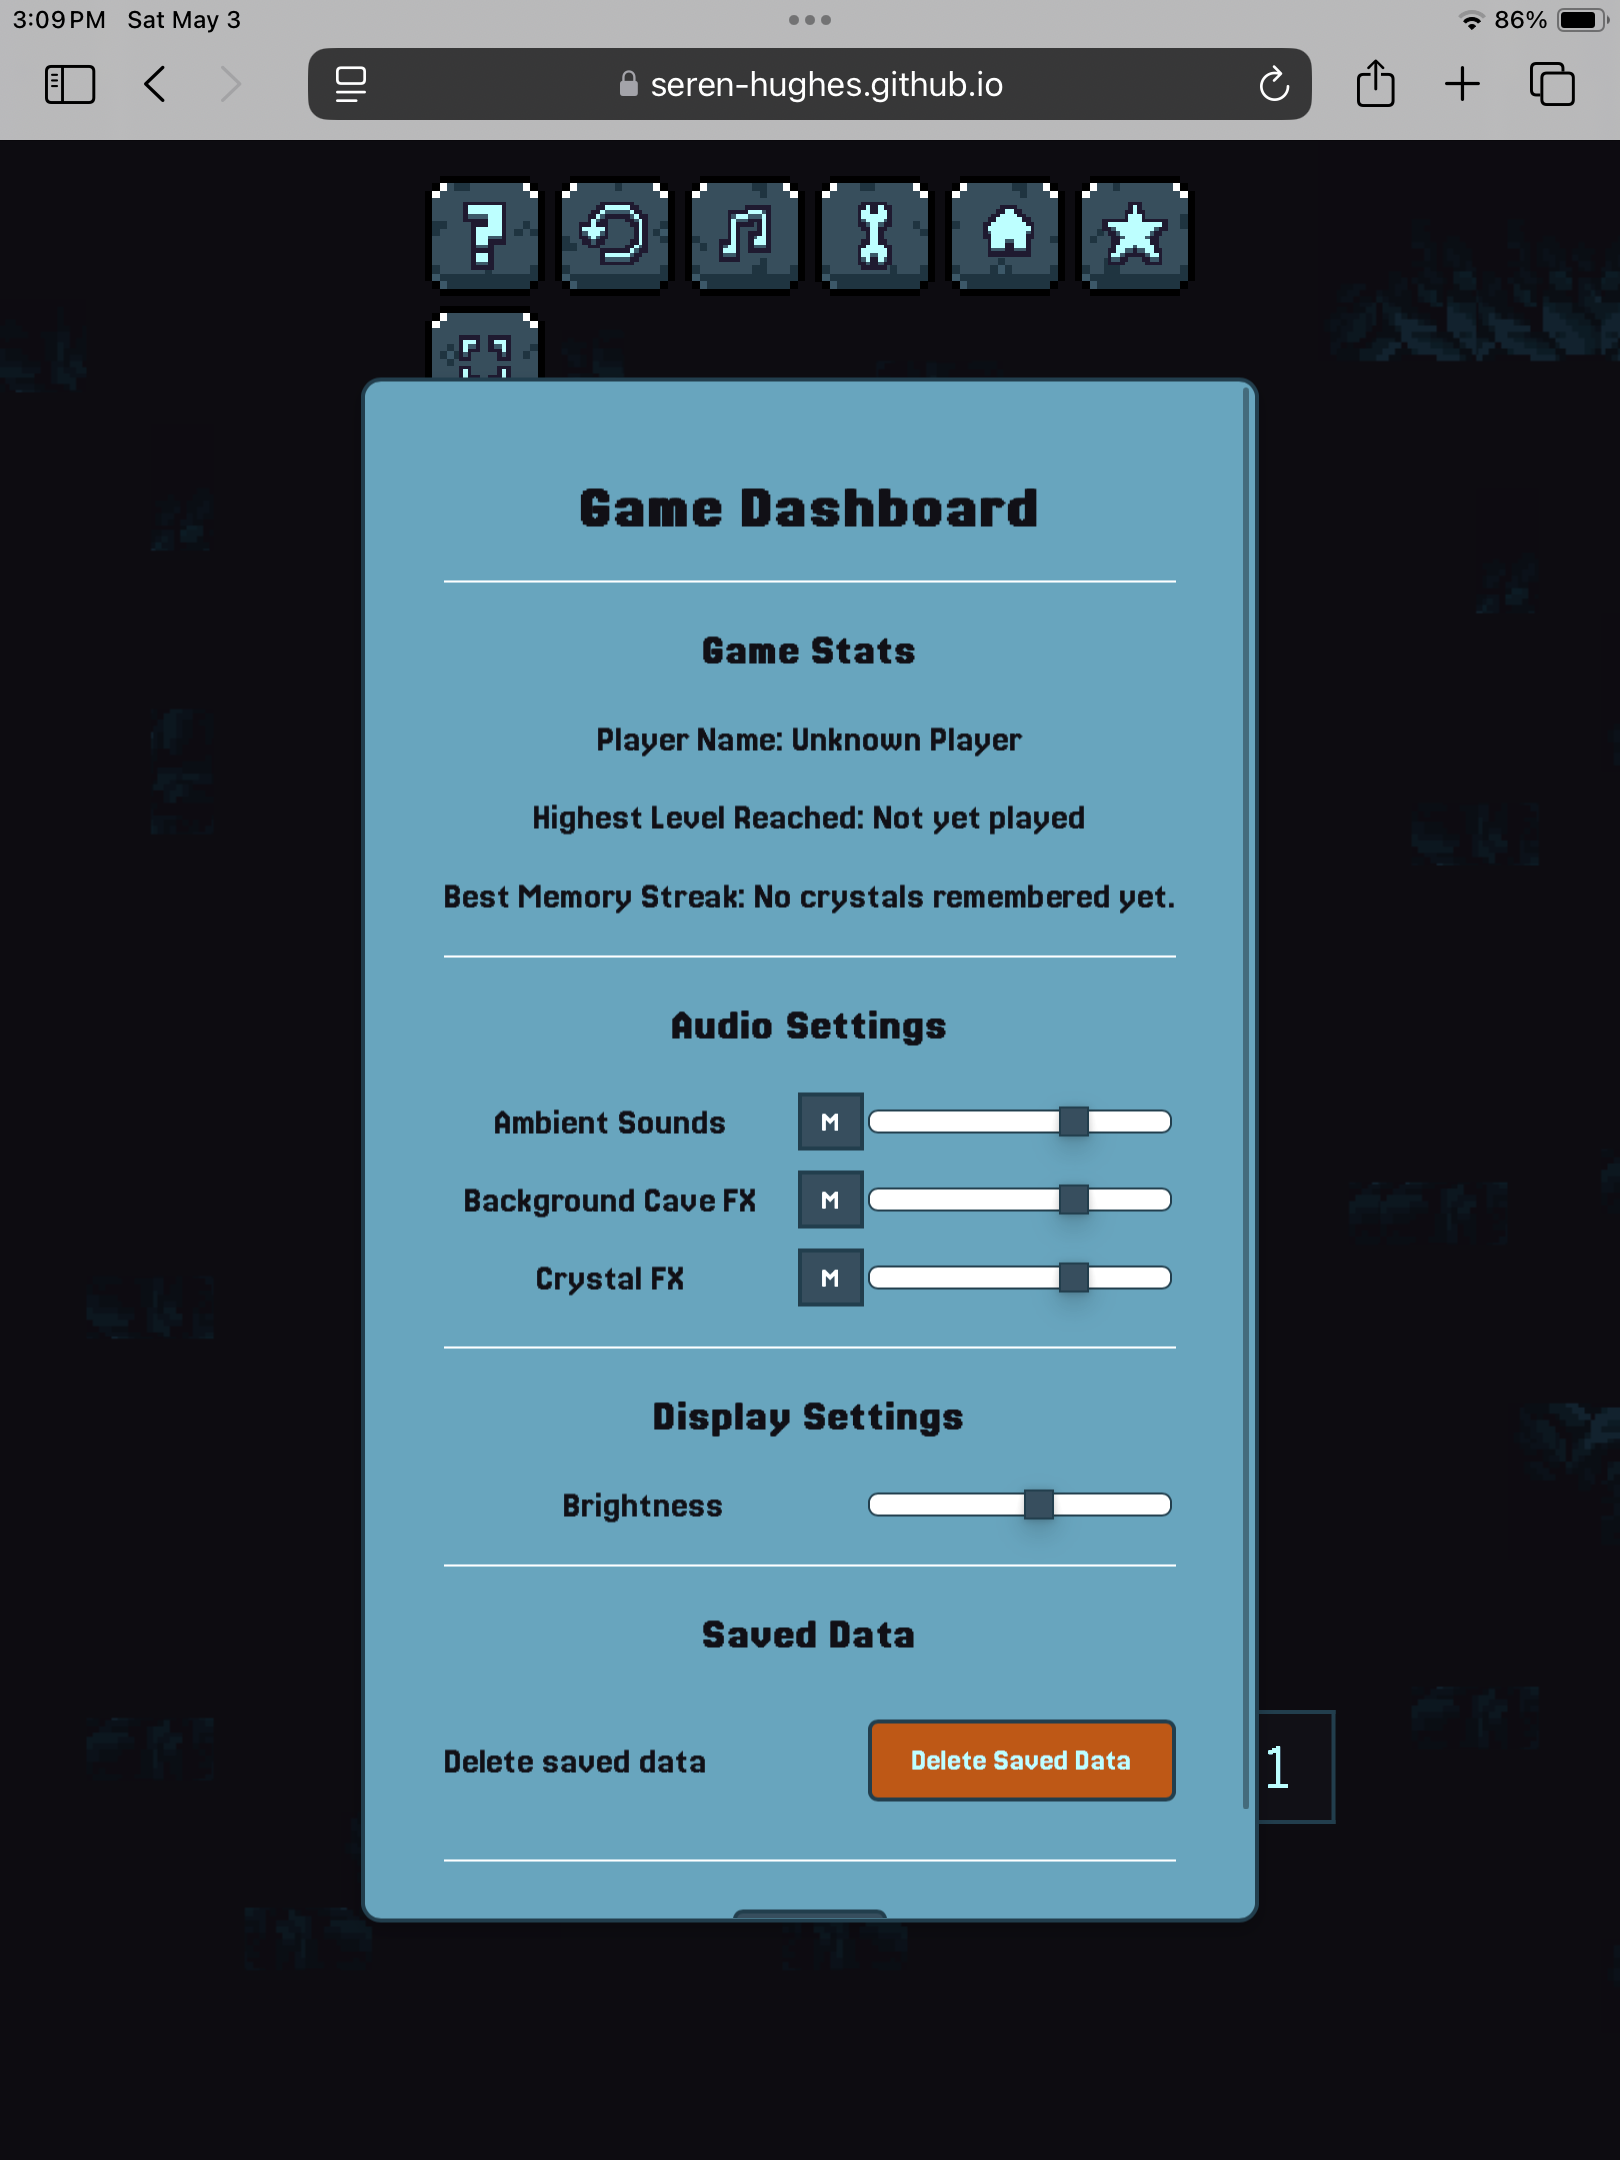 3:09 PM Sat May 3
86%
seren-hughes.github.io
?
Game Dashboard
Game Stats
Player Name: Unknown Player
Highest Level Reached: Not yet played
Best Memory Streak: No crystals remembered yet.
Audio Settings
Ambient Sounds M
Background Cave FX M
Crystal FX M
Display Settings
Brightness
Saved Data
Delete saved data Delete Saved Data
1